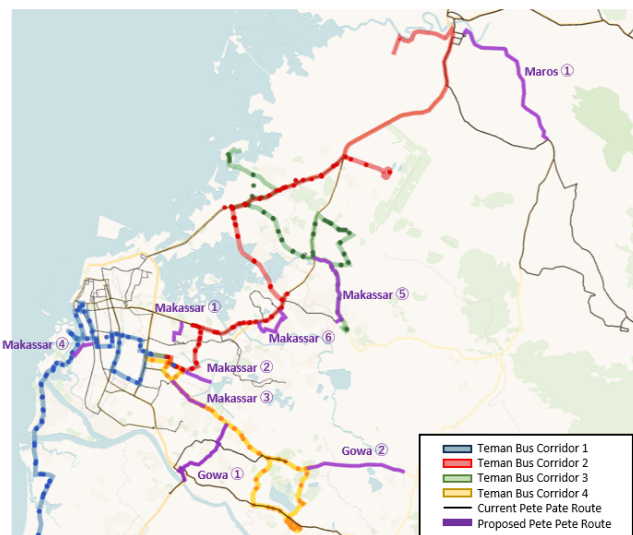 Maros ①
Makassar ①
Makassar ⑤
Makassar ④
Makassar ⑥
Makassar ②
Makassar ③
Gowa ②
Gowa ①
Teman Bus Corridor 1
Teman Bus Corridor 2
Teman Bus Corridor 3
Teman Bus Corridor 4
Current Pete Pate Route
Proposed Pete Pete Route